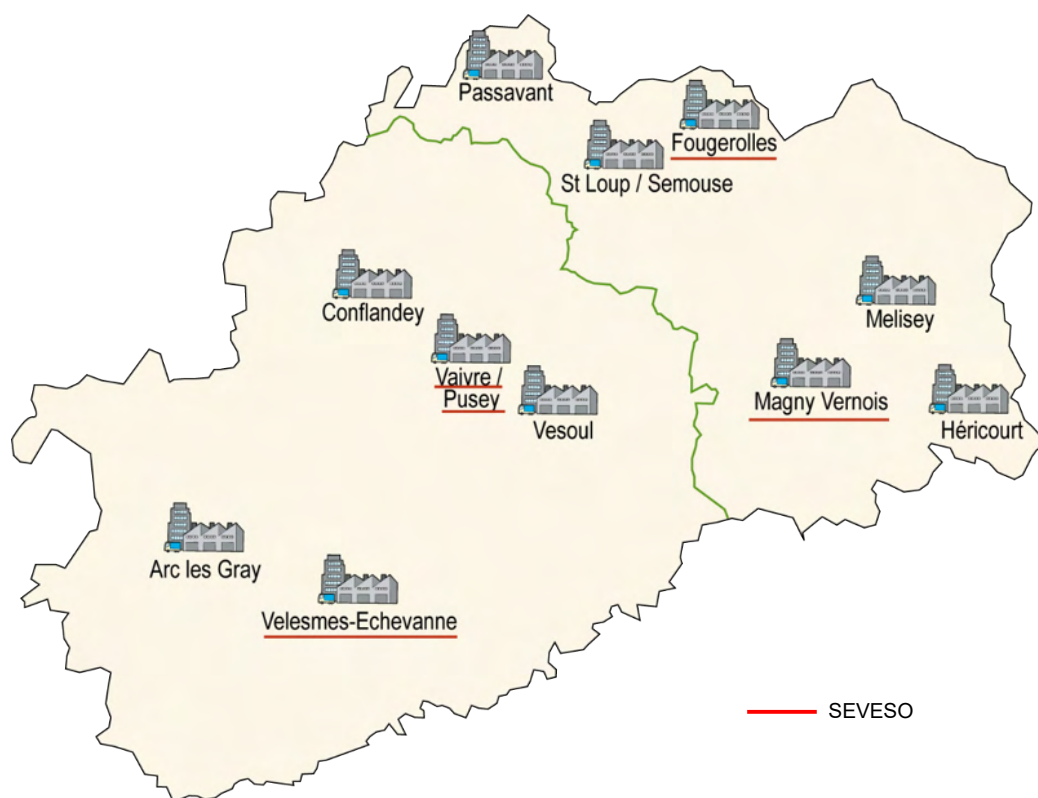 Passavant
Fougerolles
St Loup / Semouse
Conflandey
Melisey
Vaivre /
Pusey
Magny Vernois
Vesoul
Héricourt
Arc les Gray
Velesmes-Echevanne
SEVESO